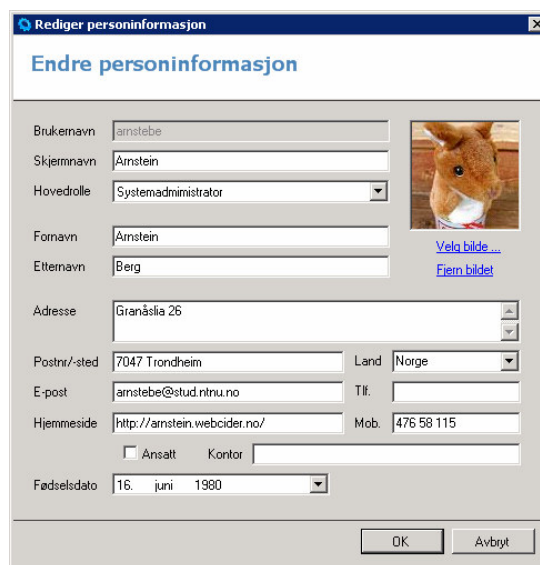 Rediger personinformasjon
Endre personinformasjon
Brukernavn arnstebe
Skjermnavn Arnstein
Hovedrolle Systemadmimistrator
Fornavn Arnstein
Velg bilde ...
Etternavn Berg
Fjern bildet
Adresse Granåslia 26
Postnr/-sted 7047 Trondheim Land Norge
E-post arnstebe@stud.ntnu.no Tlf.
Hjemmeside http://arnstein.webcider.no/ Mob. 476 58 115
Ansatt Kontor
Fødselsdato 16. juni 1980
OK Avbryt